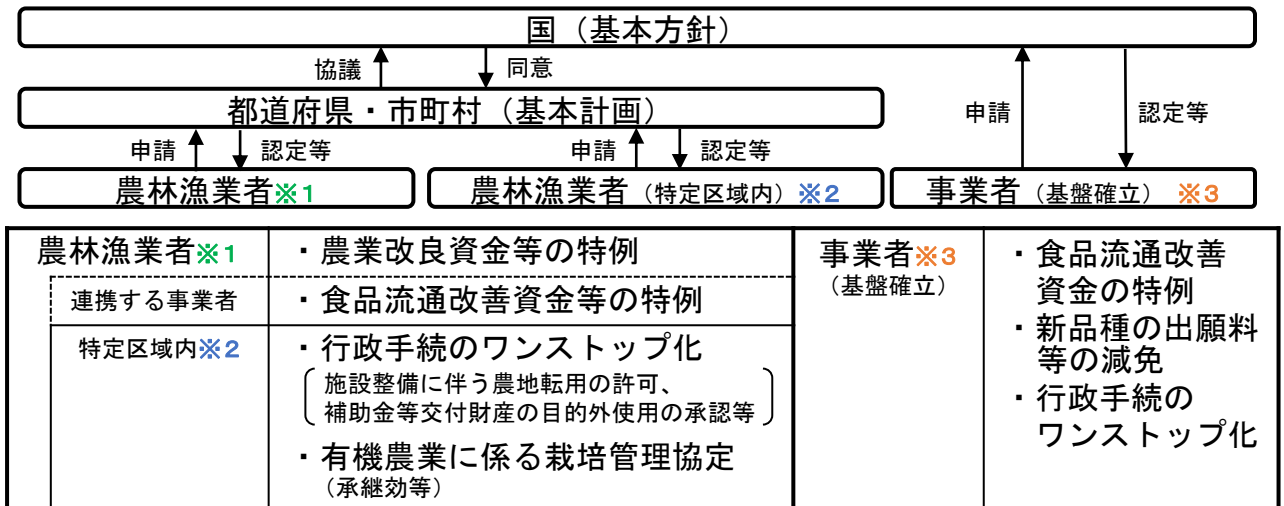 国（基本方針）
協議
同意
都道府県・市町村（基本計画）
申請
認定等
申請
認定等
申請
認定等
農林漁業者※1
農林漁業者（特定区域内）※2
事業者（基盤確立）※3
農林漁業者※1
・農業改良資金等の特例
連携する事業者
・食品流通改善資金等の特例
特定区域内※2
・行政手続のワンストップ化
施設整備に伴う農地転用の許可、
補助金等交付財産の目的外使用の承認等
・有機農業に係る栽培管理協定
（承継効等）
事業者※3
（基盤確立）
・食品流通改善
資金の特例
・新品種の出願料
等の減免
・行政手続の
ワンストップ化